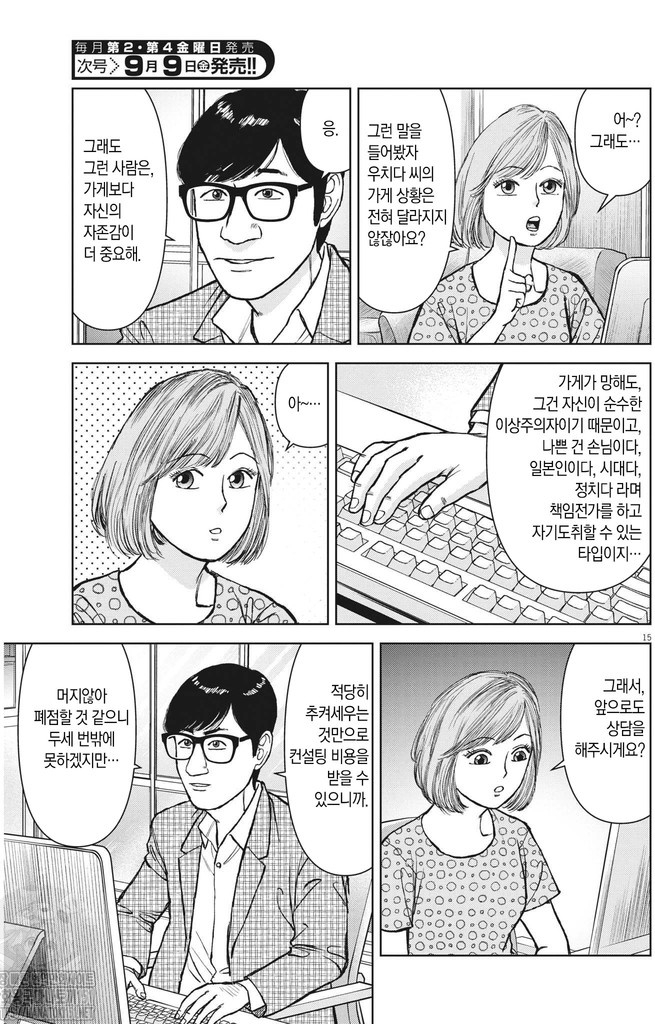 毎月第2・第4金曜日発売
次号 9月9日㊎発売!!
어~?
그래도…
그런 말을
들어봤자
우치다 씨의
가게 상황은
전혀 달라지지
않잖아요?
응.
그래도
그런 사람은,
가게보다
자신의
자존감이
더 중요해.
가게가 망해도,
그건 자신이 순수한
이상주의자이기 때문이고,
나쁜 건 손님이다,
일본인이다, 시대다,
정치다 라며
책임전가를 하고
자기도취할 수 있는
타입이지…
아~…
15
그래서,
앞으로도
상담을
해주시게요?
적당히
추켜세우는
것만으로
컨설팅 비용을
받을 수
있으니까.
머지않아
폐점할 것 같으니
두세 번밖에
못하겠지만…